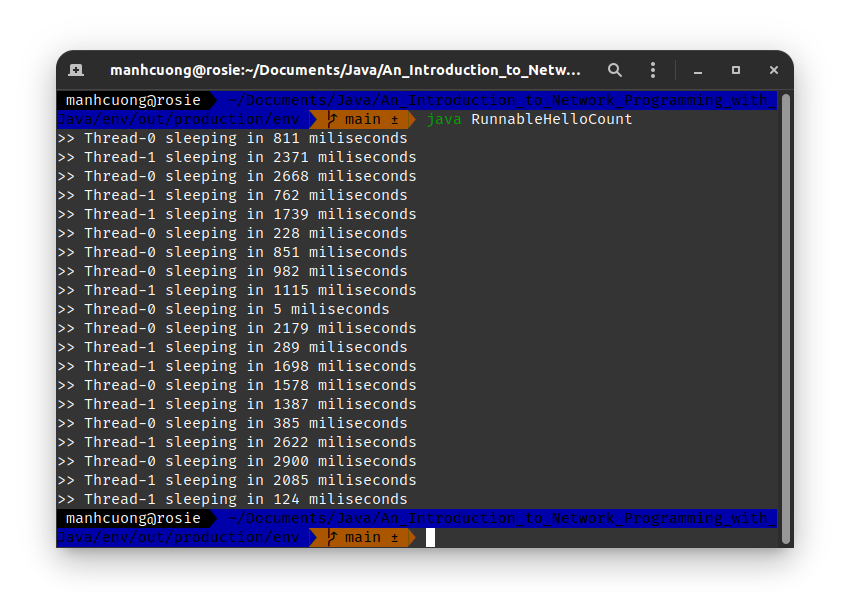 manhcuong@rosie:~/Documents/Java/An_Introduction_to_Netw...
manhcuong@rosie ~/Documents/Java/An_Introduction_to_Network_Programming_with_
Java/env/out/production/env main ± java RunnableHelloCount
>> Thread-0 sleeping in 811 miliseconds
>> Thread-1 sleeping in 2371 miliseconds
>> Thread-0 sleeping in 2668 miliseconds
>> Thread-1 sleeping in 762 miliseconds
>> Thread-1 sleeping in 1739 miliseconds
>> Thread-0 sleeping in 228 miliseconds
>> Thread-0 sleeping in 851 miliseconds
>> Thread-0 sleeping in 982 miliseconds
>> Thread-1 sleeping in 1115 miliseconds
>> Thread-0 sleeping in 5 miliseconds
>> Thread-0 sleeping in 2179 miliseconds
>> Thread-1 sleeping in 289 miliseconds
>> Thread-1 sleeping in 1698 miliseconds
>> Thread-0 sleeping in 1578 miliseconds
>> Thread-1 sleeping in 1387 miliseconds
>> Thread-0 sleeping in 385 miliseconds
>> Thread-1 sleeping in 2622 miliseconds
>> Thread-0 sleeping in 2900 miliseconds
>> Thread-1 sleeping in 2085 miliseconds
>> Thread-1 sleeping in 124 miliseconds
manhcuong@rosie ~/Documents/Java/An_Introduction_to_Network_Programming_with_
Java/env/out/production/env main ±